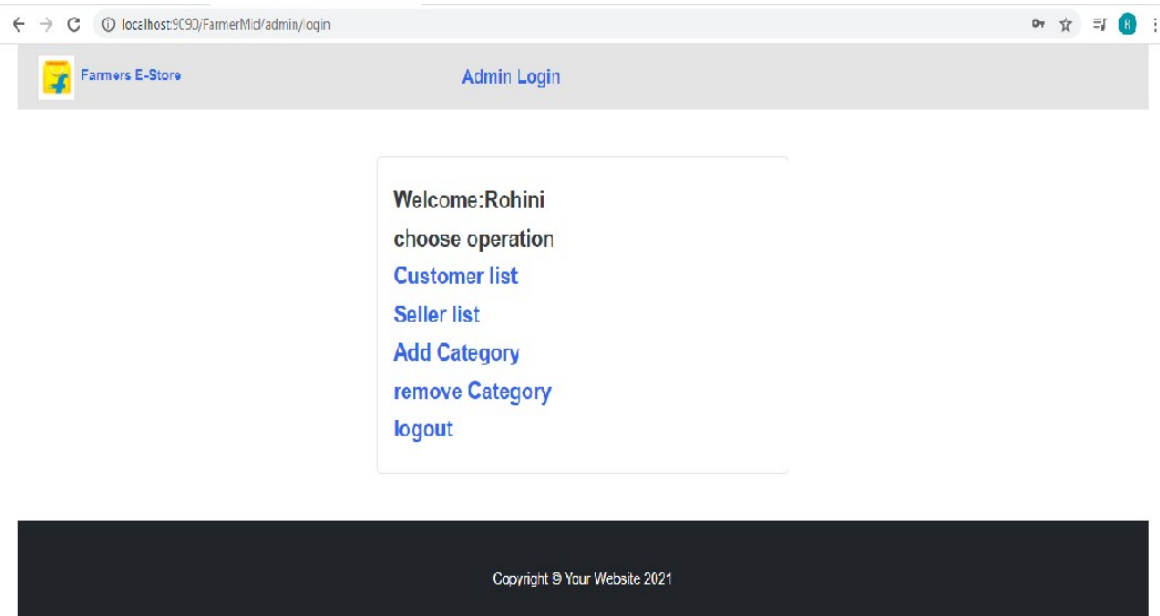 localhost:9090/FarmerMid/admin/login
Farmers E-Store
Admin Login
Welcome:Rohini
choose operation
Customer list
Seller list
Add Category
remove Category
logout
Copyright © Your Website 2021